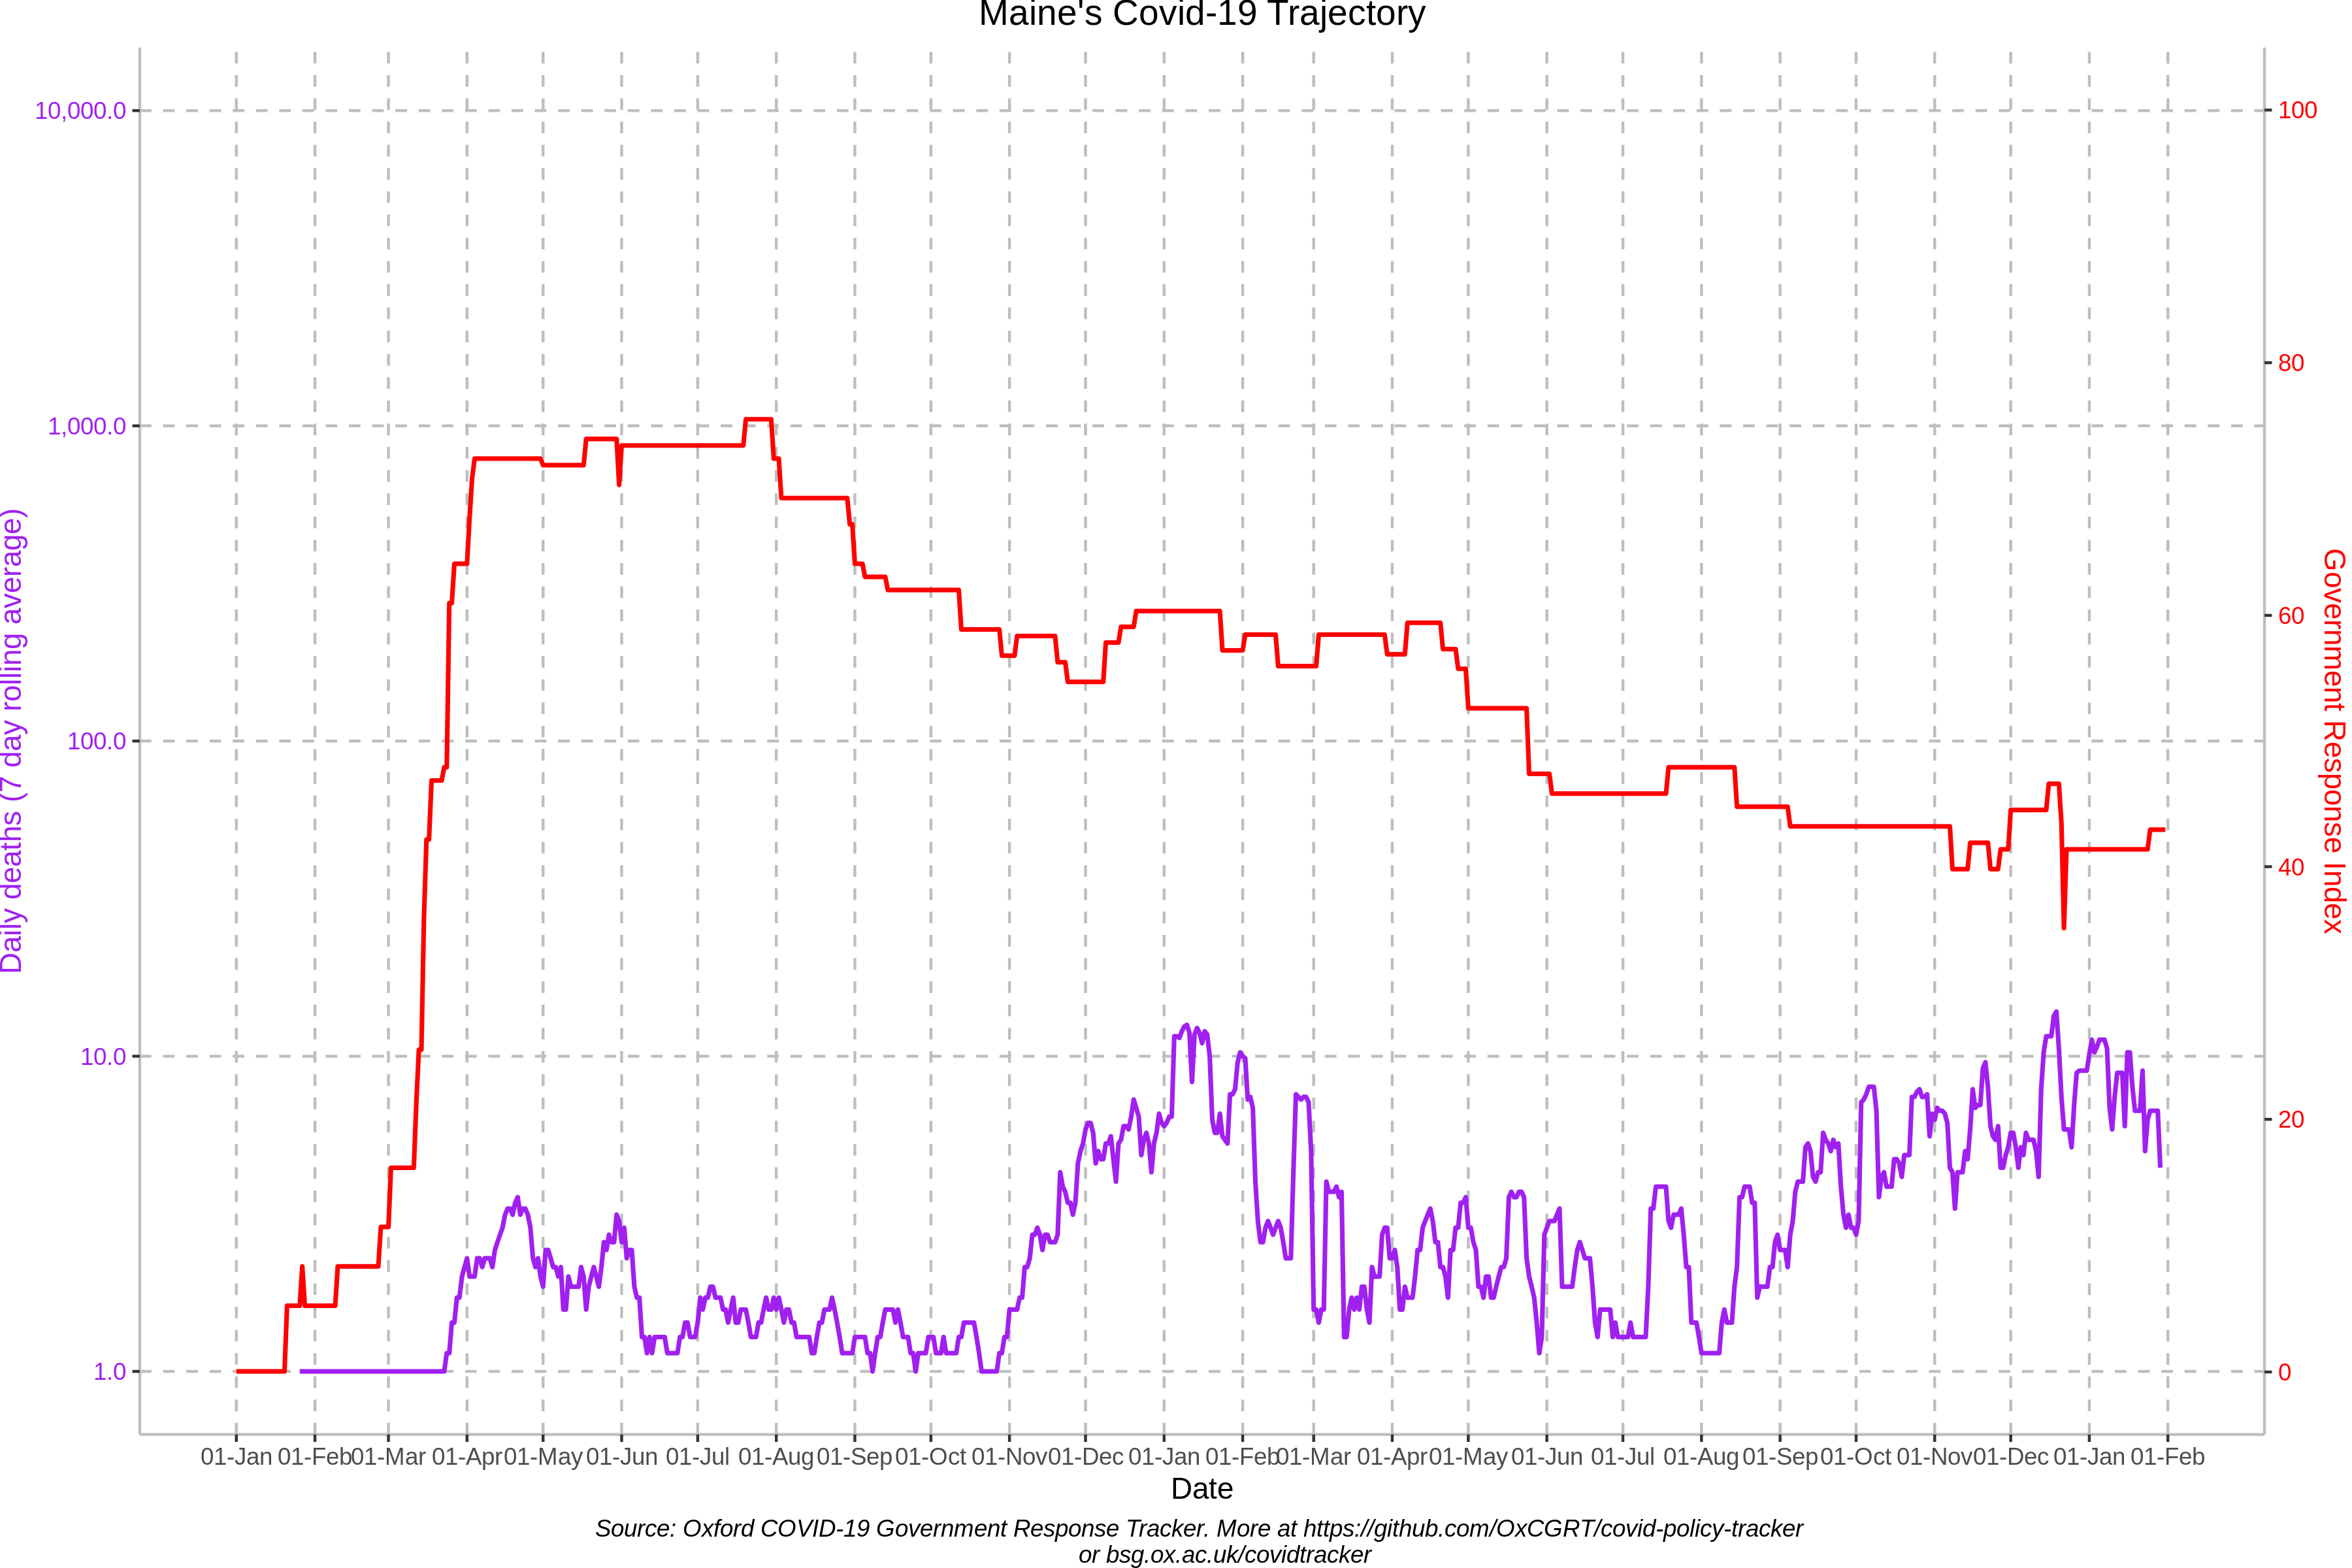 Maine's Covid-19 Trajectory
10,000.0
1,000.0
100.0
10.0
1.0
Daily deaths (7 day rolling average)
100
80
60
40
20
0
Government Response Index
01-Jan 01-Feb 01-Mar 01-Apr 01-May 01-Jun 01-Jul 01-Aug 01-Sep 01-Oct 01-Nov 01-Dec 01-Jan 01-Feb 01-Mar 01-Apr 01-May 01-Jun 01-Jul 01-Aug 01-Sep 01-Oct 01-Nov 01-Dec 01-Jan 01-Feb
Date
Source: Oxford COVID-19 Government Response Tracker. More at https://github.com/OxCGRT/covid-policy-tracker
or bsg.ox.ac.uk/covidtracker